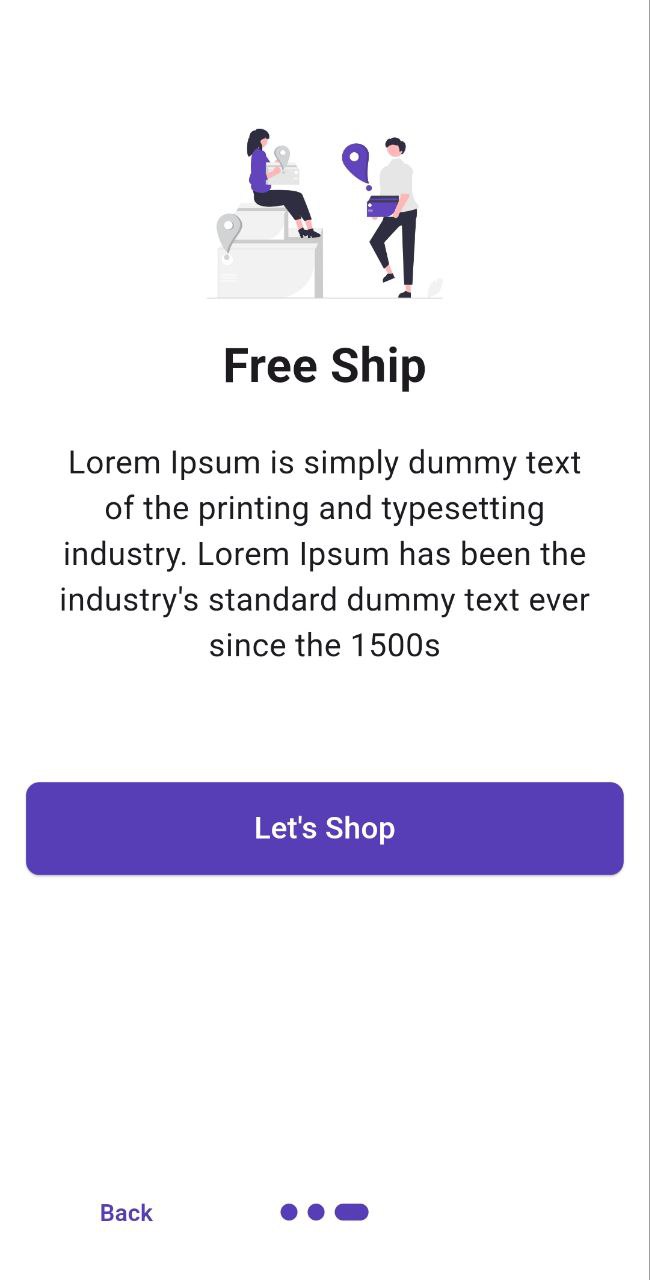 Free Ship
Lorem Ipsum is simply dummy text
of the printing and typesetting
industry. Lorem Ipsum has been the
industry's standard dummy text ever
since the 1500s
Let's Shop
Back